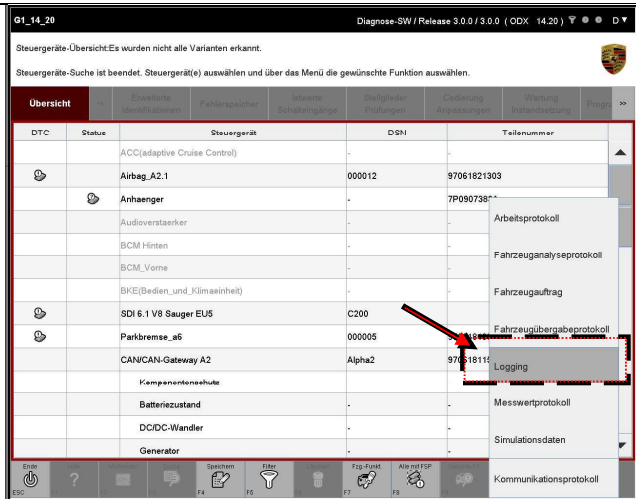 G1_14_20
Diagnose-SW / Release 3.0.0 / 3.0.0 ( ODX 14.20 )
D
Steuergeräte-Übersicht:Es wurden nicht alle Varianten erkannt.
Steuergeräte-Suche ist beendet. Steuergerät(e) auswählen und über das Menü die gewünschte Funktion auswählen.
Übersicht
<<
Erweiterte Identifikationen
Fehlerspeicher
Istwerte Schalteingänge
Stellglieder Prüfungen
Codierung Anpassungen
Wartung Instandsetzung
Progra
>>
DTC Status Steuergerät DSN Teilenummer
ACC(adaptive Cruise Control) - -
Airbag_A2.1 000012 97061821303
Anhaenger - 7P0907383
Audioverstaerker - -
BCM Hinten - -
BCM_Vorne - -
BKE(Bedien_und_Klimaeinheit) - -
SDI 6.1 V8 Sauger EU5 C200
Parkbremse_a6 000005
CAN/CAN-Gateway A2 Alpha2
Komponentenschutz
Batteriezustand - -
DC/DC-Wandler - -
Generator - -
Arbeitsprotokoll
Fahrzeuganalyseprotokoll
Fahrzeugauftrag
Fahrzeugübergabeprotokoll
Logging
Messwertprotokoll
Simulationsdaten
Kommunikationsprotokoll
Ende
ESC
Hilfe
?
Speichern
F4
Filter
F5
Löschen
Fzg.-Funkt.
F7
Alle mit FSP
F8